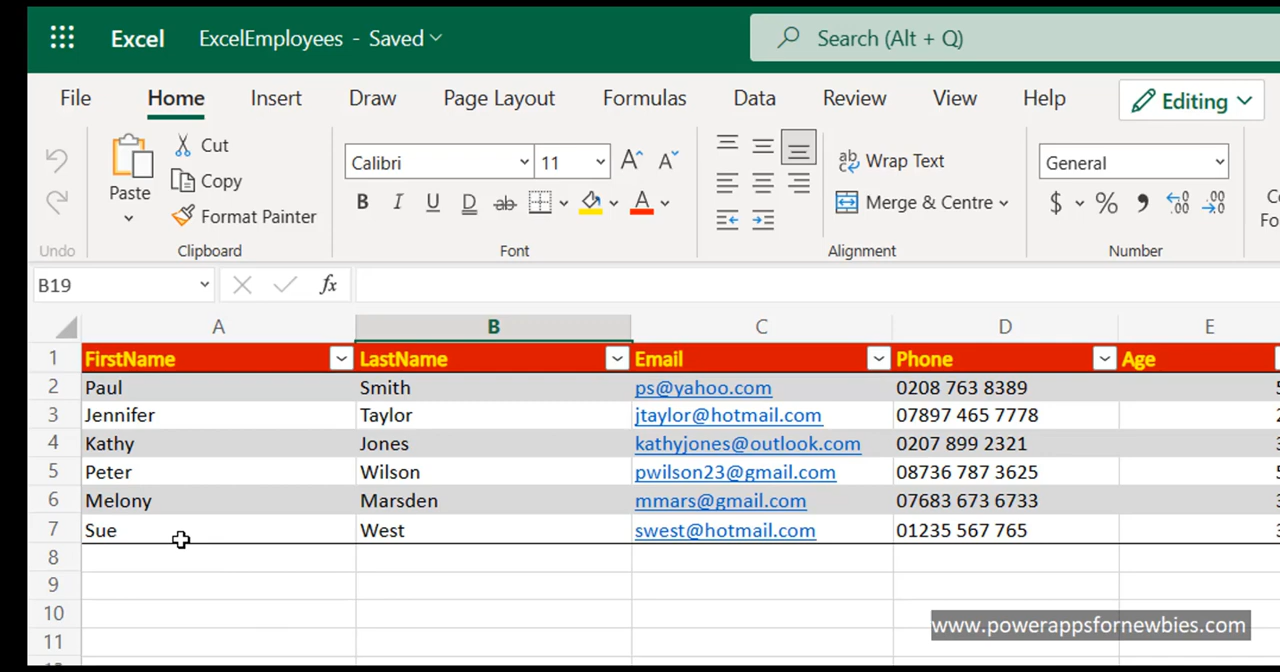 Excel ExcelEmployees - Saved Search (Alt + Q)
File Home Insert Draw Page Layout Formulas Data Review View Help Editing
Paste Cut Copy Format Painter
Calibri 11
B I U D ab A
Wrap Text
Merge & Centre
General
$ % 9 .00
Undo Clipboard Font Alignment Number
B19 fx
A B C D E
1 FirstName LastName Email Phone Age
2 Paul Smith ps@yahoo.com 0208 763 8389
3 Jennifer Taylor jtaylor@hotmail.com 07897 465 7778
4 Kathy Jones kathyjones@outlook.com 0207 899 2321
5 Peter Wilson pwilson23@gmail.com 08736 787 3625
6 Melony Marsden mmars@gmail.com 07683 673 6733
7 Sue West swest@hotmail.com 01235 567 765
8
9
10
11
www.powerappsfornewbies.com